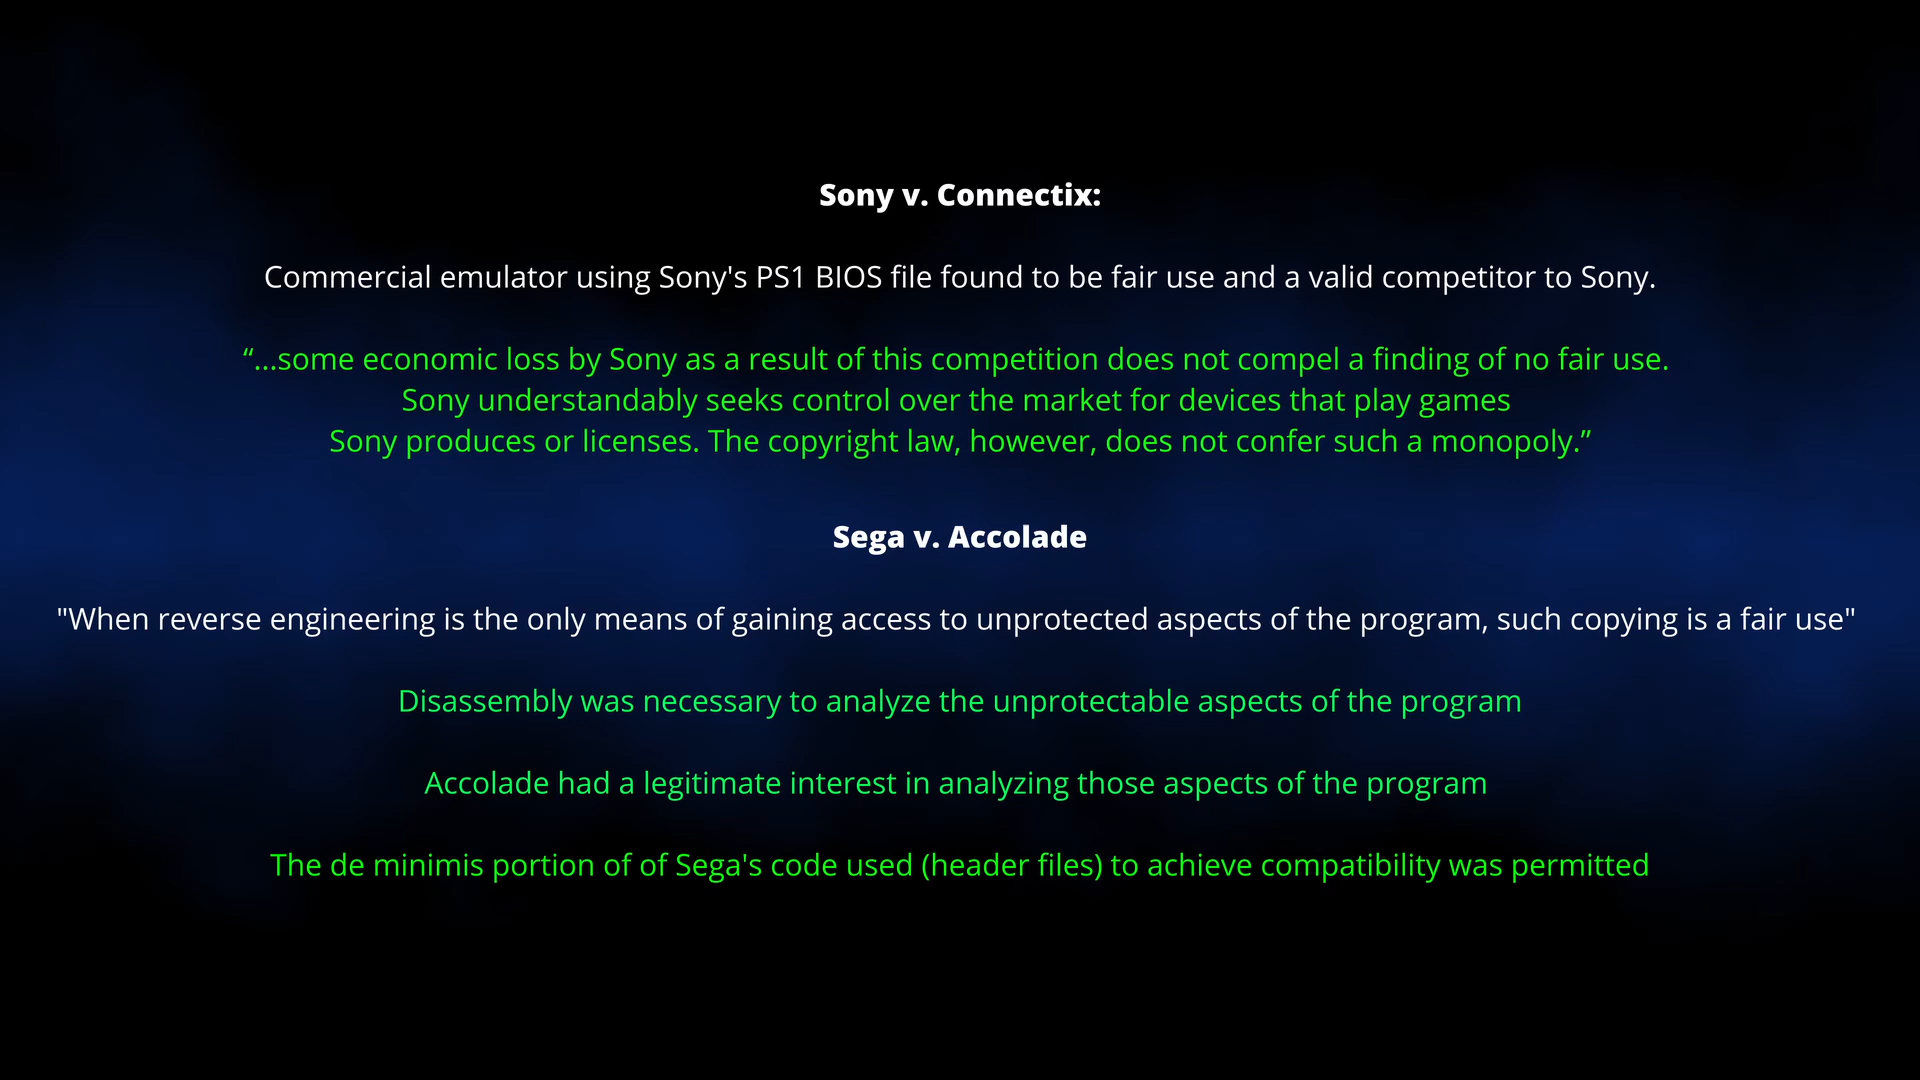 Sony v. Connectix:
Commercial emulator using Sony's PS1 BIOS file found to be fair use and a valid competitor to Sony.
“...some economic loss by Sony as a result of this competition does not compel a finding of no fair use.
Sony understandably seeks control over the market for devices that play games
Sony produces or licenses. The copyright law, however, does not confer such a monopoly.”
Sega v. Accolade
"When reverse engineering is the only means of gaining access to unprotected aspects of the program, such copying is a fair use"
Disassembly was necessary to analyze the unprotectable aspects of the program
Accolade had a legitimate interest in analyzing those aspects of the program
The de minimis portion of of Sega's code used (header files) to achieve compatibility was permitted